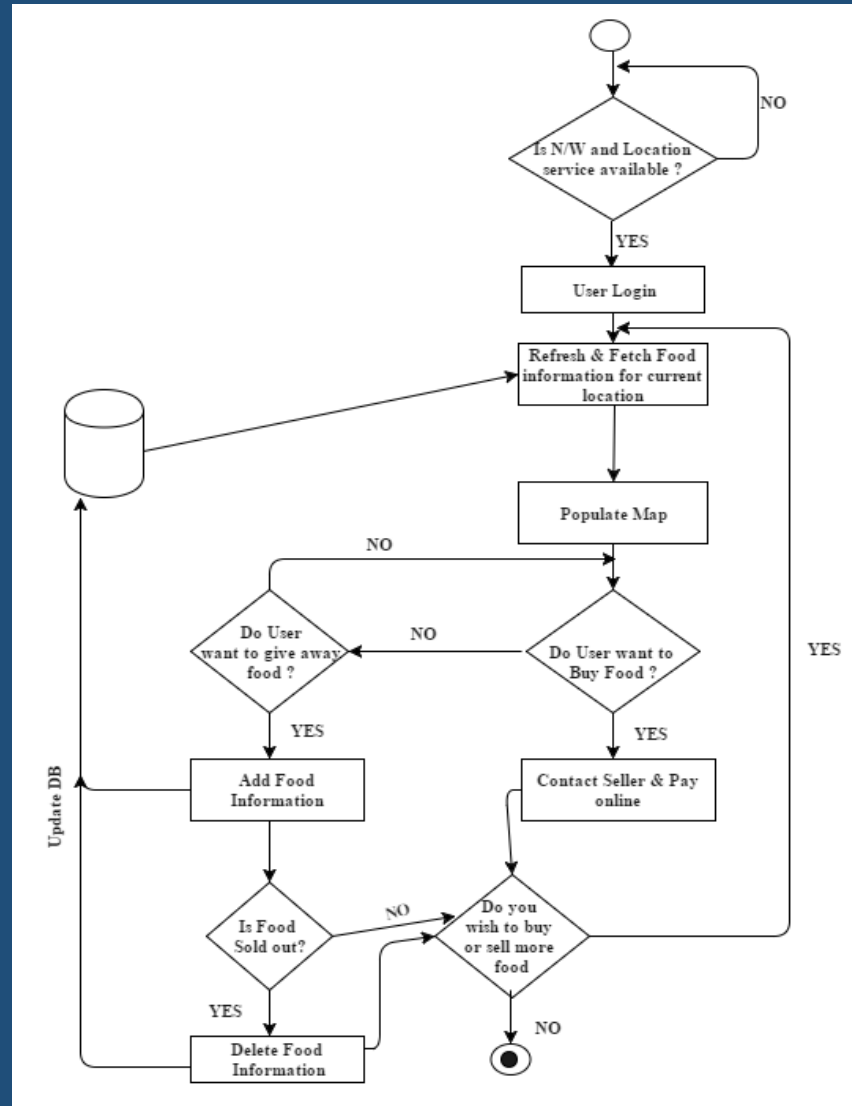 NO
Is N/W and Location
service available ?
YES
User Login
Refresh & Fetch Food
information for current
location
Populate Map
NO
Do User
want to give away
food ?
NO
Do User want to
Buy Food ?
YES
YES
YES
Add Food
Information
Contact Seller & Pay
online
Update DB
Is Food
Sold out?
NO
Do you
wish to buy
or sell more
food
YES
NO
Delete Food
Information